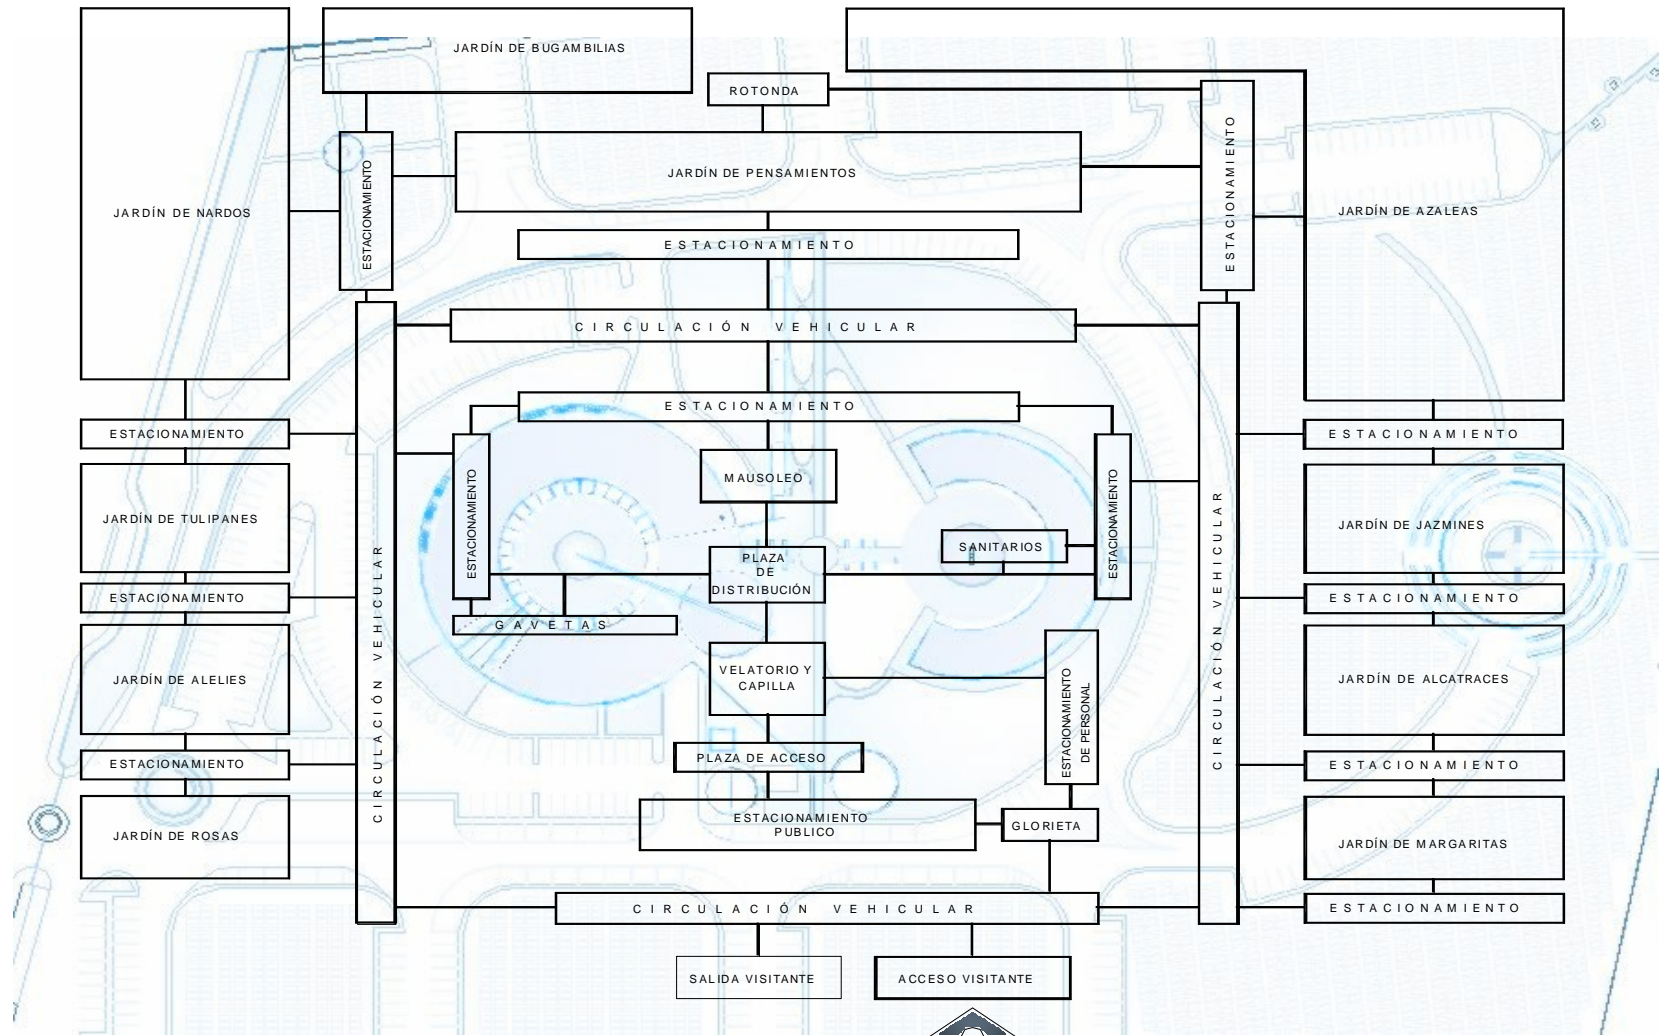 JARDÍN DE BUGAMBILIAS
ROTONDA
ESTACIONAMIENTO
JARDÍN DE PENSAMIENTOS
ESTACIONAMIENTO
JARDÍN DE NARDOS
JARDÍN DE AZALEAS
ESTACIONAMIENTO
CIRCULACIÓN VEHICULAR
ESTACIONAMIENTO
ESTACIONAMIENTO
ESTACIONAMIENTO
MAUSOLEO
JARDÍN DE TULIPANES
ESTACIONAMIENTO
PLAZA
DE
DISTRIBUCIÓN
SANITARIOS
ESTACIONAMIENTO
JARDÍN DE JAZMINES
ESTACIONAMIENTO
CIRCULACIÓN VEHICULAR
GAVETAS
CIRCULACIÓN VEHICULAR
ESTACIONAMIENTO
JARDÍN DE ALELIES
VELATORIO Y
CAPILLA
ESTACIONAMIENTO
DE PERSONAL
JARDÍN DE ALCATRACES
ESTACIONAMIENTO
PLAZA DE ACCESO
ESTACIONAMIENTO
JARDÍN DE ROSAS
ESTACIONAMIENTO
PUBLICO
GLORIETA
JARDÍN DE MARGARITAS
CIRCULACIÓN VEHICULAR
ESTACIONAMIENTO
SALIDA VISITANTE
ACCESO VISITANTE